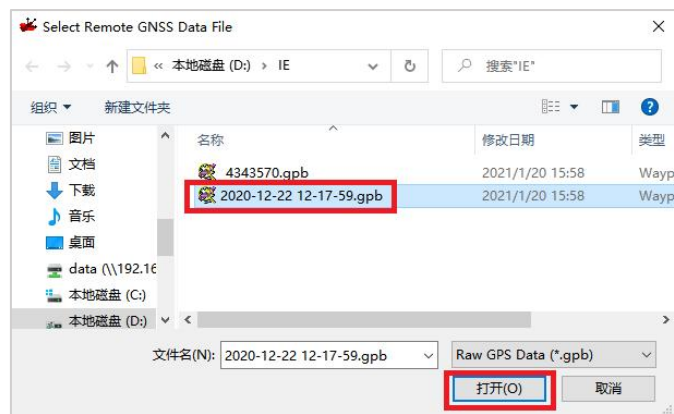 Select Remote GNSS Data File
« 本地磁盘 (D:) › IE
搜索"IE"
组织
新建文件夹
图片
文档
下载
音乐
桌面
data (\\192.16
本地磁盘 (C:)
本地磁盘 (D:)
名称 修改日期 类型
4343570.gpb 2021/1/20 15:58 Wayp
2020-12-22 12-17-59.gpb 2021/1/20 15:58 Wayp
文件名(N): 2020-12-22 12-17-59.gpb Raw GPS Data (*.gpb)
打开(O) 取消